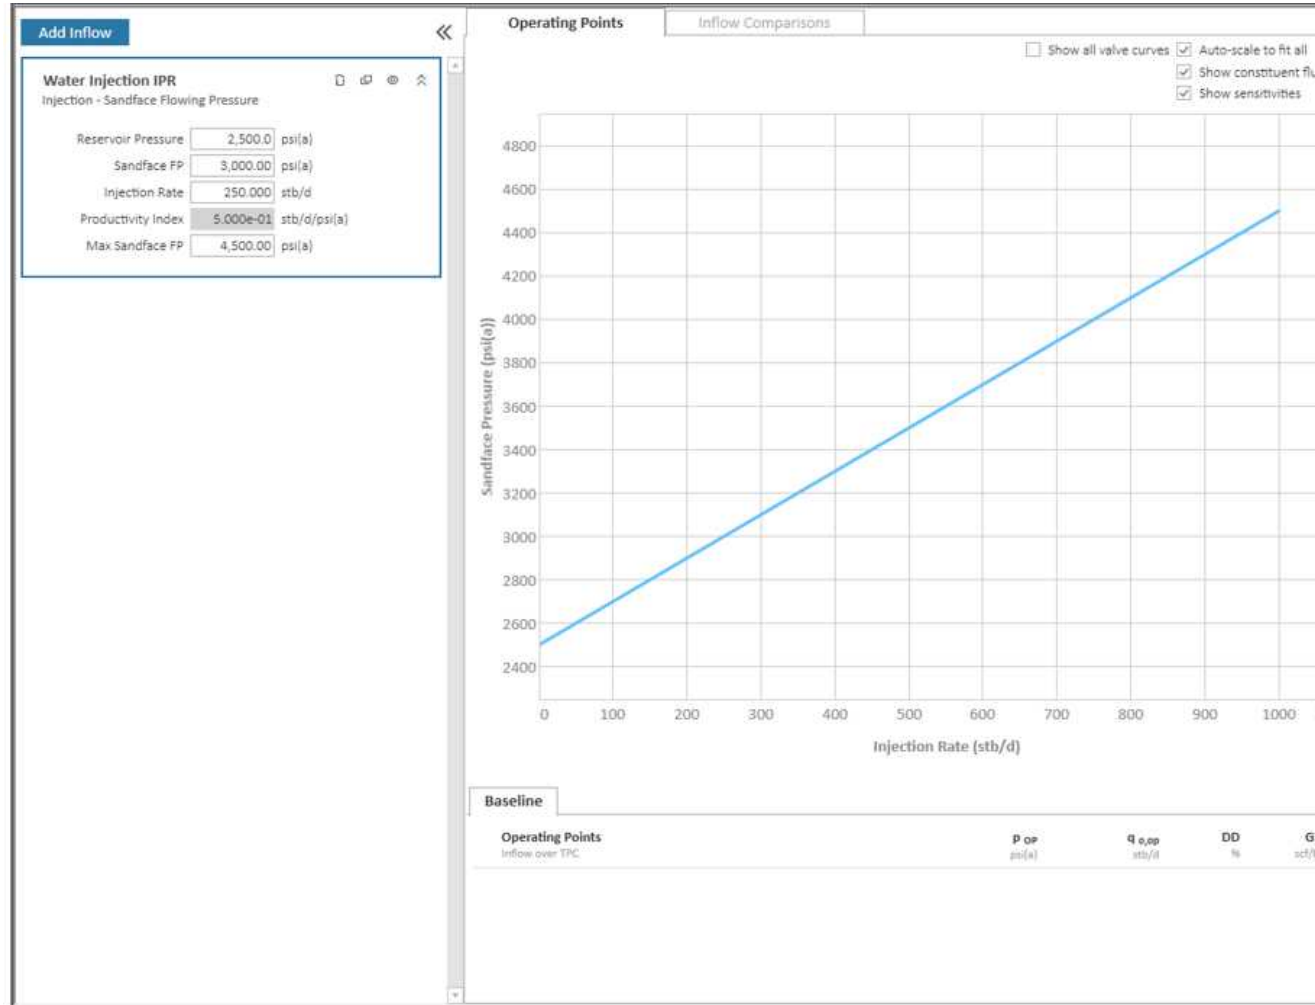 Add Inflow
Water Injection IPR
Injection - Sandface Flowing Pressure
Reservoir Pressure 2,500.0 psi(a)
Sandface FP 3,000.00 psi(a)
Injection Rate 250.000 stb/d
Productivity Index 5.000e-01 stb/d/psi(a)
Max Sandface FP 4,500.00 psi(a)
Operating Points Inflow Comparisons
Show all valve curves Auto-scale to fit all
Show constituent flu
Show sensitivities
4800
4600
4400
4200
4000
3800
3600
3400
3200
3000
2800
2600
2400
Sandface Pressure (psi(a))
0 100 200 300 400 500 600 700 800 900 1000
Injection Rate (stb/d)
Baseline
Operating Points p OP q o,op DD G
Inflow over TPC psi(a) stb/d % scf/